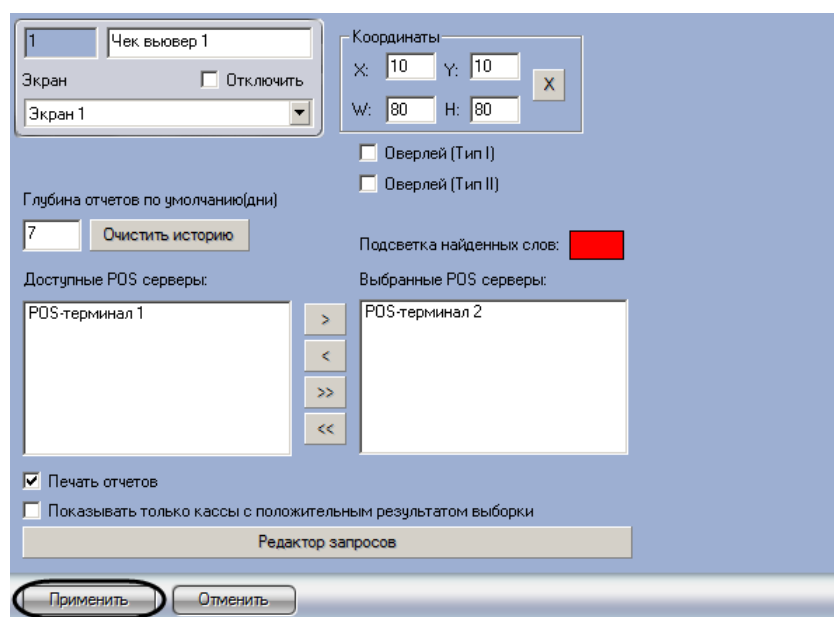 1 Чек вьювер 1
Экран Отключить
Экран 1
Координаты
X: 10 Y: 10
X
W: 80 H: 80
Оверлей (Тип I)
Оверлей (Тип II)
Глубина отчетов по умолчанию(дни)
7 Очистить историю
Подсветка найденных слов:
Доступные POS серверы:
POS-терминал 1
>
<
>>
<<
Выбранные POS серверы:
POS-терминал 2
Печать отчетов
Показывать только кассы с положительным результатом выборки
Редактор запросов
Применить Отменить